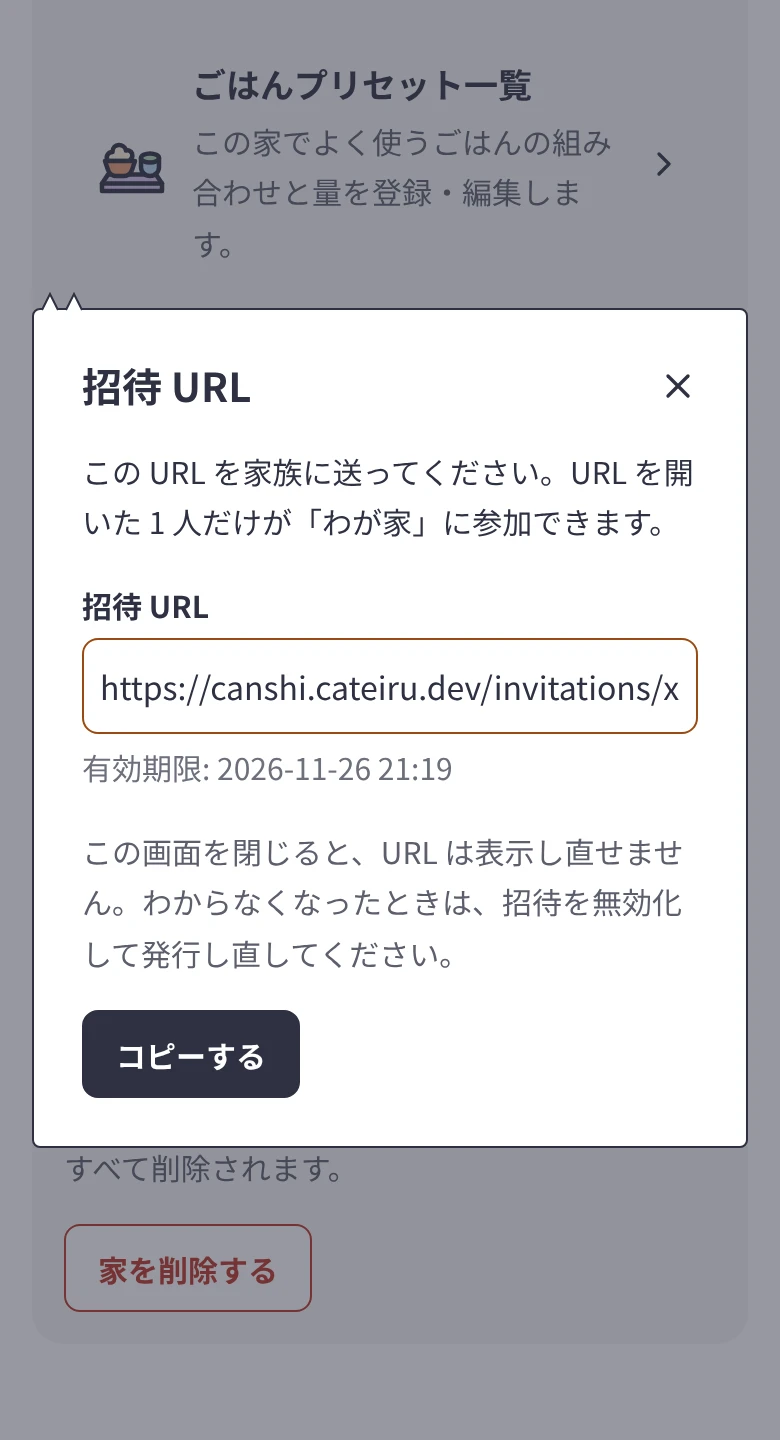 ごはんプリセット一覧
この家でよく使うごはんの組み
合わせと量を登録・編集しま
す。
招待 URL
この URL を家族に送ってください。URL を開
いた 1 人だけが「わが家」に参加できます。
招待 URL
https://canshi.cateiru.dev/invitations/x
有効期限: 2026-11-26 21:19
この画面を閉じると、URL は表示し直せませ
ん。わからなくなったときは、招待を無効化
して発行し直してください。
コピーする
すべて削除されます。
家を削除する